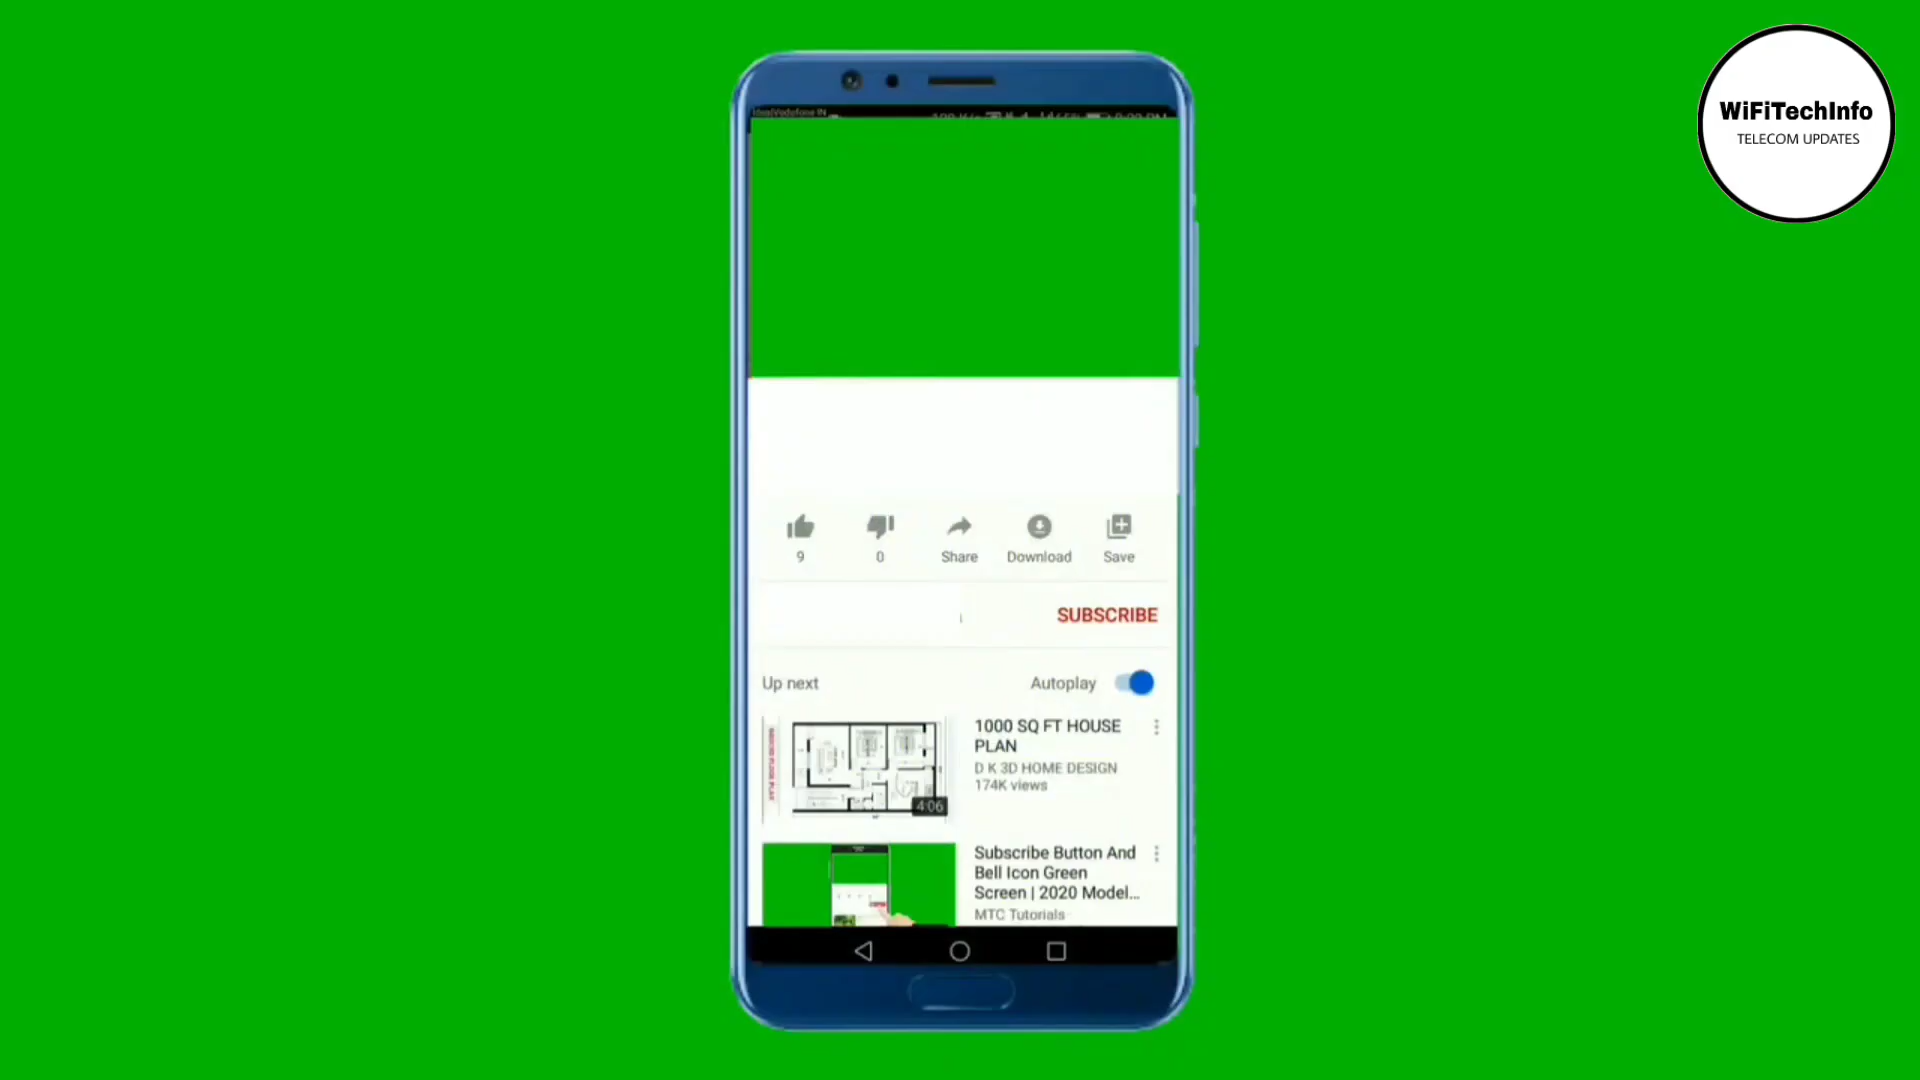 WiFiTechInfo
TELECOM UPDATES
9
0
Share
Download
Save
SUBSCRIBE
Up next
Autoplay
1000 SQ FT HOUSE
PLAN
D K 3D HOME DESIGN
174K views
4:06
Subscribe Button And
Bell Icon Green
Screen | 2020 Model...
MTC Tutorials